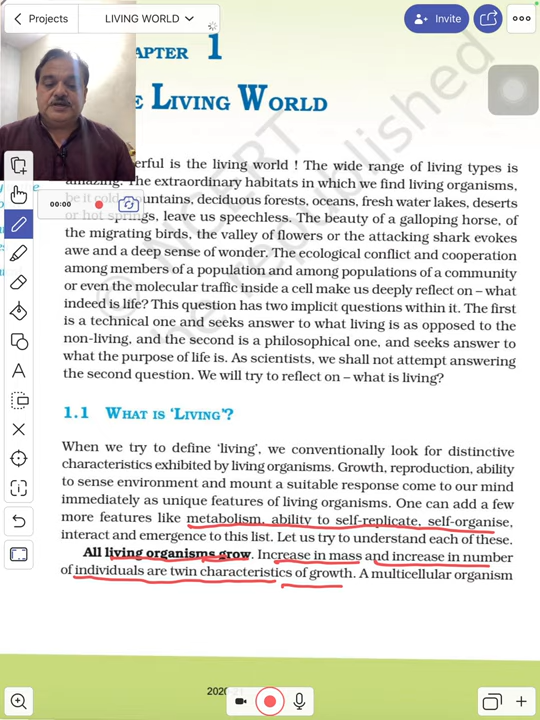 Projects
LIVING WORLD
Invite
APTER 1
E LIVING WORLD
erful is the living world ! The wide range of living types is
amazing. The extraordinary habitats in which we find living organisms,
be it cold mountains, deciduous forests, oceans, fresh water lakes, deserts
or hot springs, leave us speechless. The beauty of a galloping horse, of
the migrating birds, the valley of flowers or the attacking shark evokes
awe and a deep sense of wonder. The ecological conflict and cooperation
among members of a population and among populations of a community
or even the molecular traffic inside a cell make us deeply reflect on – what
indeed is life? This question has two implicit questions within it. The first
is a technical one and seeks answer to what living is as opposed to the
non-living, and the second is a philosophical one, and seeks answer to
what the purpose of life is. As scientists, we shall not attempt answering
the second question. We will try to reflect on – what is living?
1.1 WHAT IS ‘LIVING’?
When we try to define ‘living’, we conventionally look for distinctive
characteristics exhibited by living organisms. Growth, reproduction, ability
to sense environment and mount a suitable response come to our mind
immediately as unique features of living organisms. One can add a few
more features like metabolism, ability to self-replicate, self-organise,
interact and emergence to this list. Let us try to understand each of these.
All living organisms grow. Increase in mass and increase in number
of individuals are twin characteristics of growth. A multicellular organism
00:00
© NCERT
be republished
A